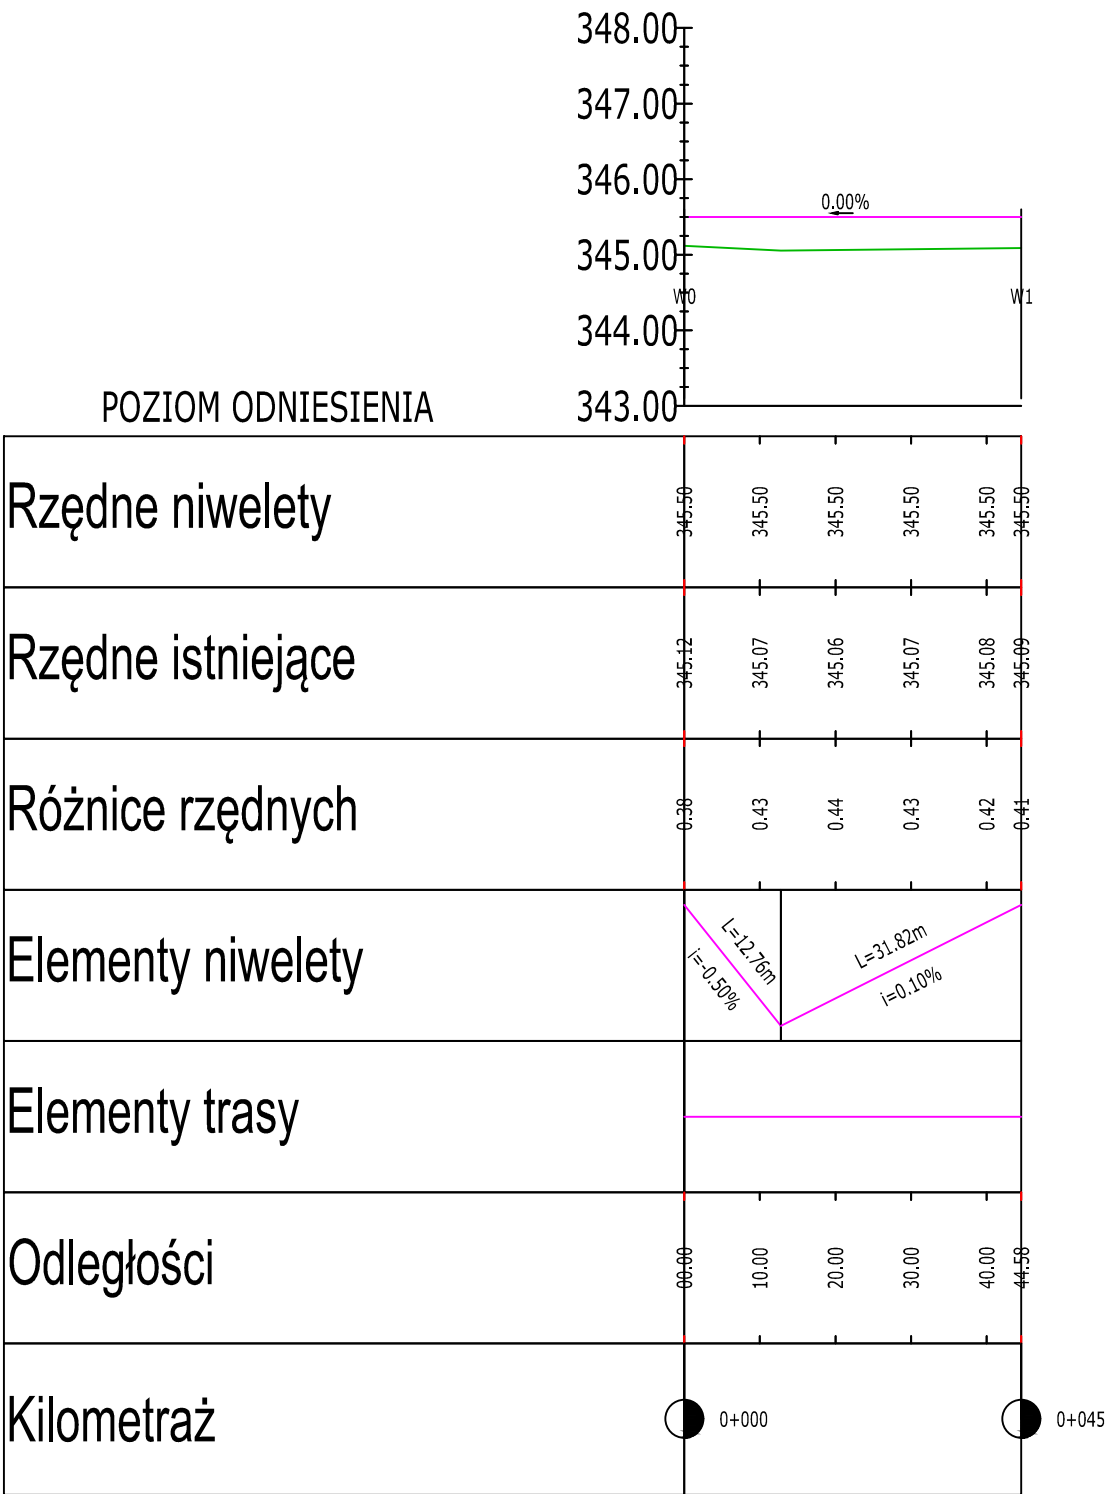 348.00
347.00
346.00
0.00%
345.00
W0 W1
344.00
POZIOM ODNIESIENIA 343.00
Rzędne niwelety 345.50 345.50 345.50 345.50 345.50 345.50
Rzędne istniejące 345.12 345.07 345.06 345.07 345.08 345.09
Różnice rzędnych 0.38 0.43 0.44 0.43 0.42 0.41
Elementy niwelety
L=12.76m
i=-0.50%
L=31.82m
i=0.10%
Elementy trasy
Odległości 00.00 10.00 20.00 30.00 40.00 44.58
Kilometraż 0+000 0+045